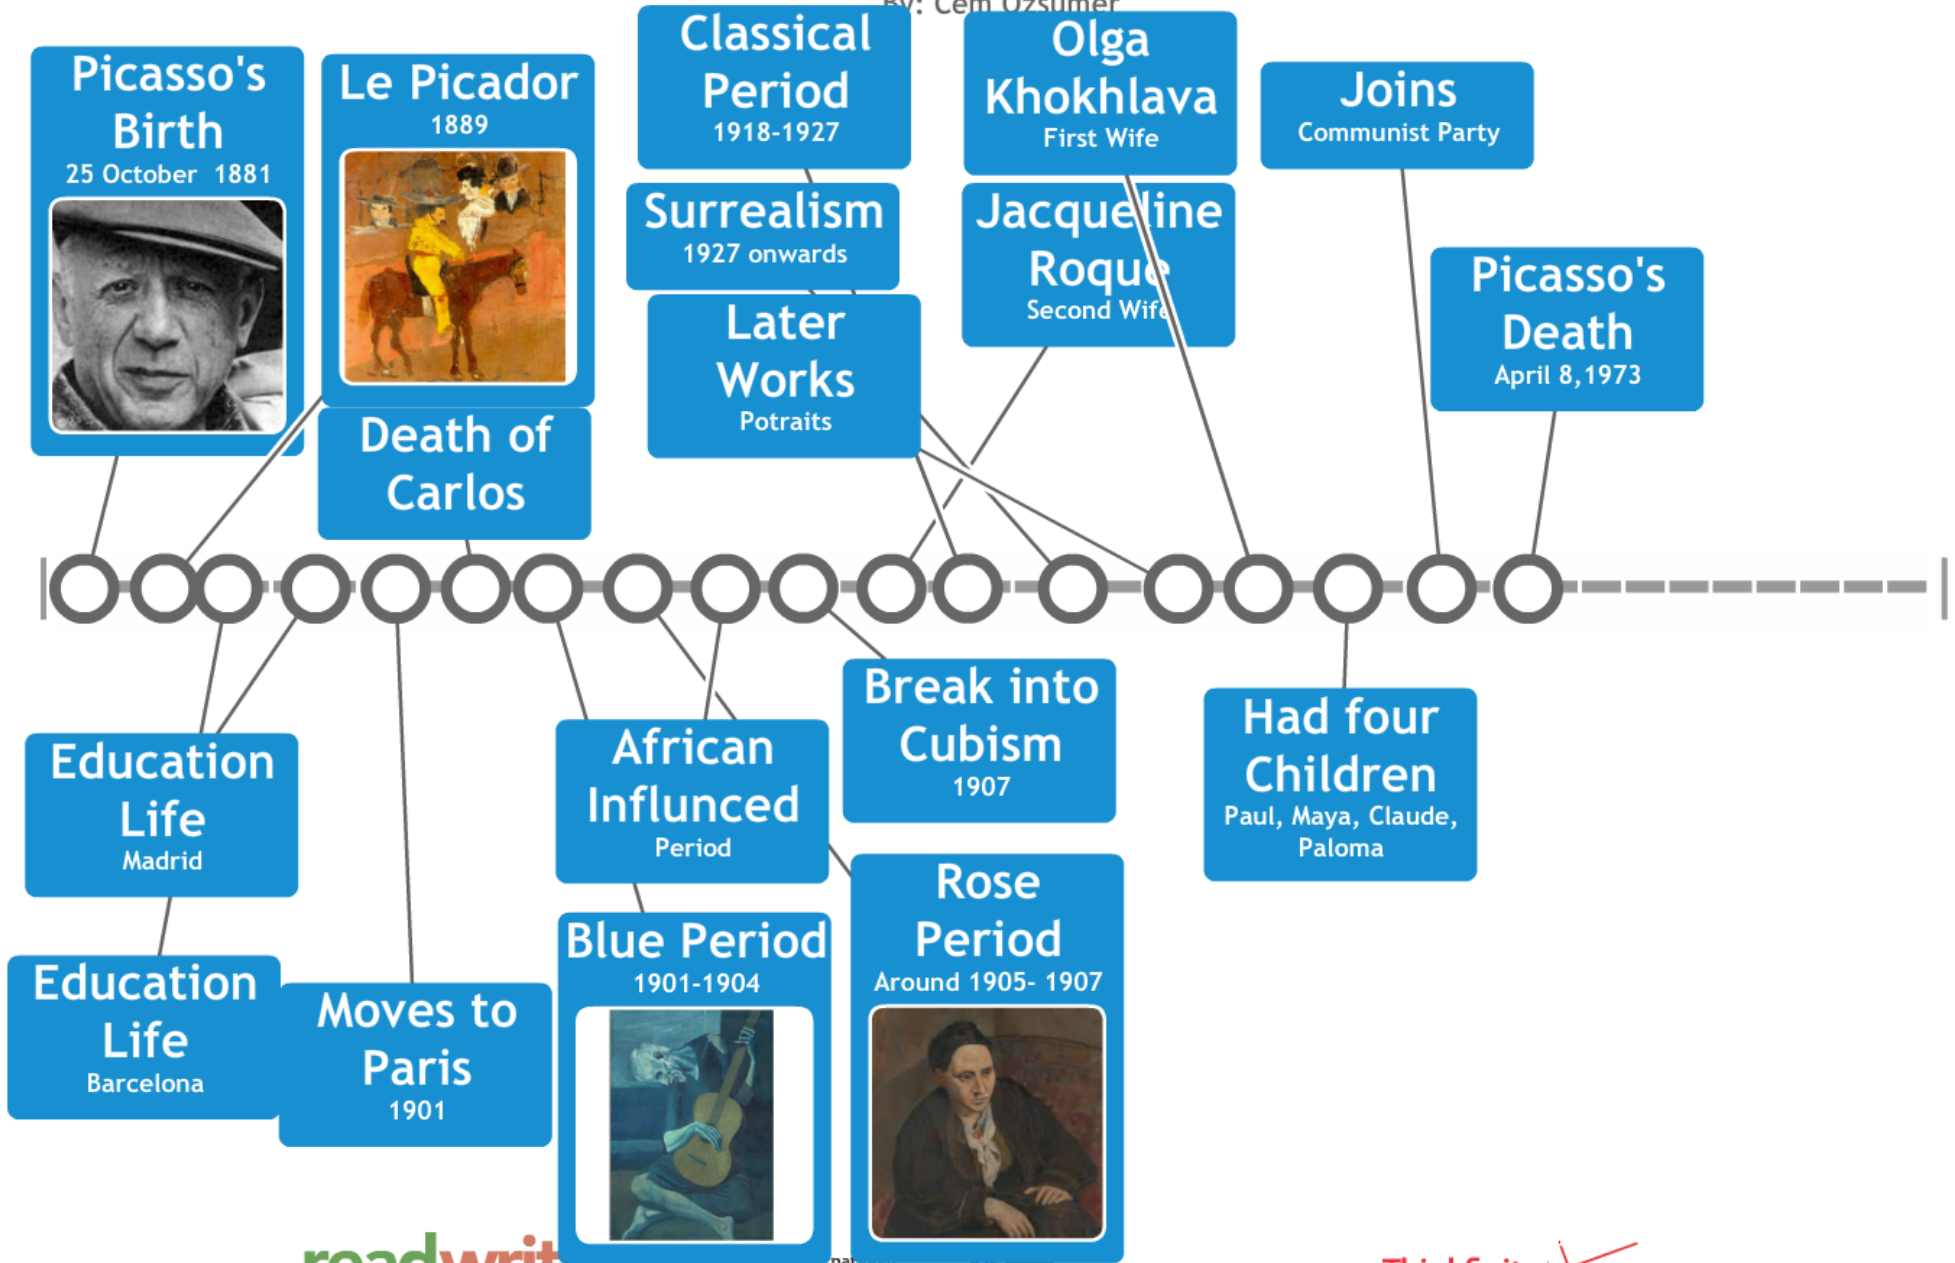 By: Cem Ozsumer
Picasso's
Birth
25 October 1881
Le Picador
1889
Death of
Carlos
Classical
Period
1918-1927
Surrealism
1927 onwards
Later
Works
Potraits
Olga
Khokhlava
First Wife
Jacqueline
Roque
Second Wife
Joins
Communist Party
Picasso's
Death
April 8,1973
Education
Life
Madrid
Education
Life
Barcelona
Moves to
Paris
1901
African
Influnced
Period
Blue Period
1901-1904
Break into
Cubism
1907
Rose
Period
Around 1905- 1907
Had four
Children
Paul, Maya, Claude,
Paloma